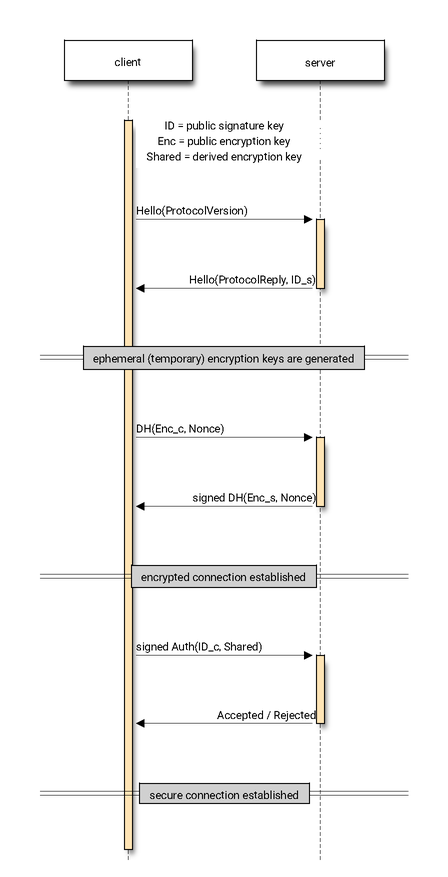 client
server
ID = public signature key
Enc = public encryption key
Shared = derived encryption key
Hello(ProtocolVersion)
Hello(ProtocolReply, ID_s)
ephemeral (temporary) encryption keys are generated
DH(Enc_c, Nonce)
signed DH(Enc_s, Nonce)
encrypted connection established
signed Auth(ID_c, Shared)
Accepted / Rejected
secure connection established